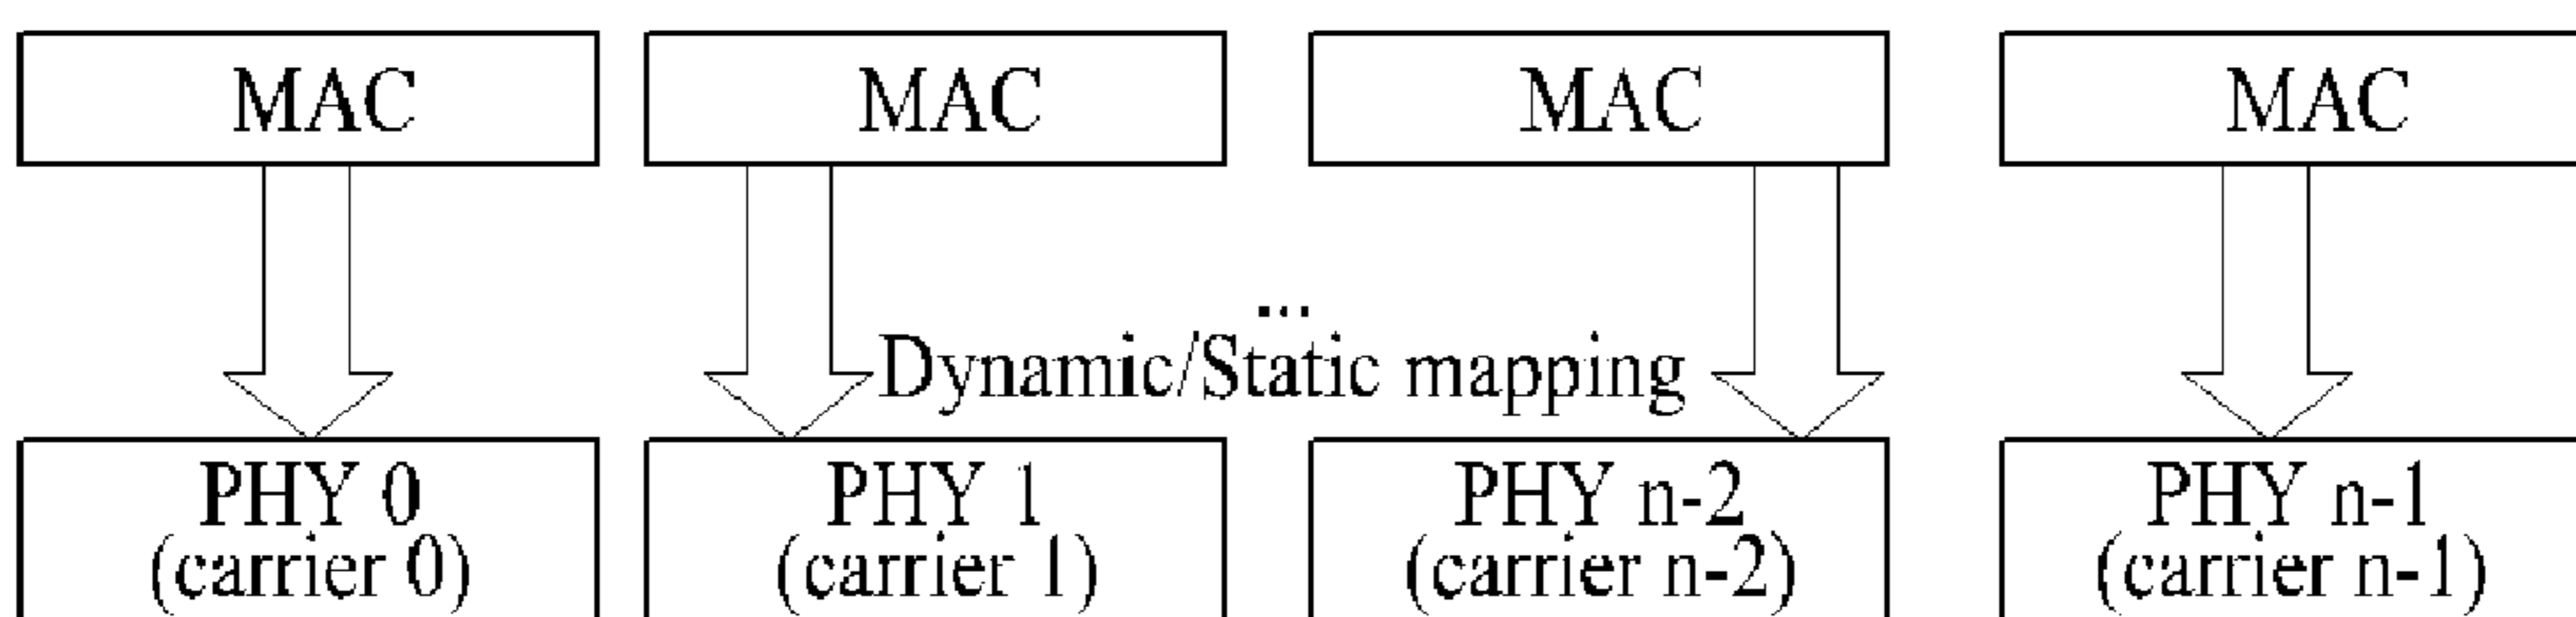 MAC MAC MAC MAC
...
Dynamic/Static mapping
PHY 0 PHY 1 PHY n-2 PHY n-1
(carrier 0) (carrier 1) (carrier n-2) (carrier n-1)